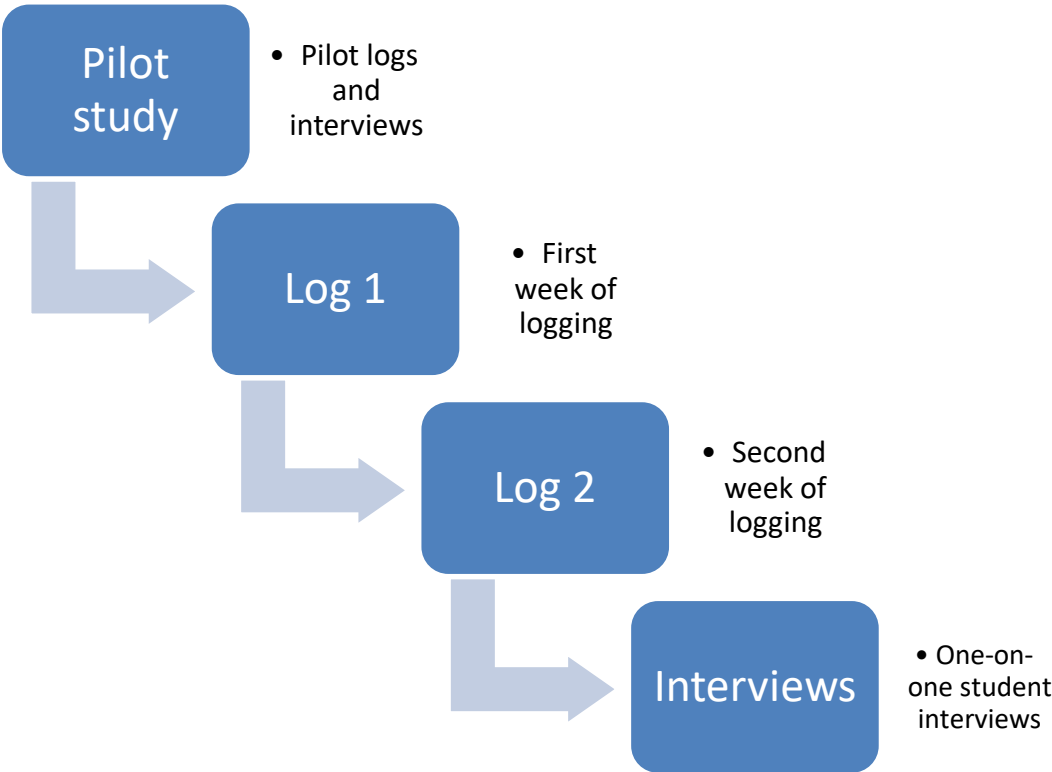 Pilot
study
• Pilot logs
and
interviews
Log 1
• First
week of
logging
Log 2
• Second
week of
logging
Interviews
• One-on-
one student
interviews